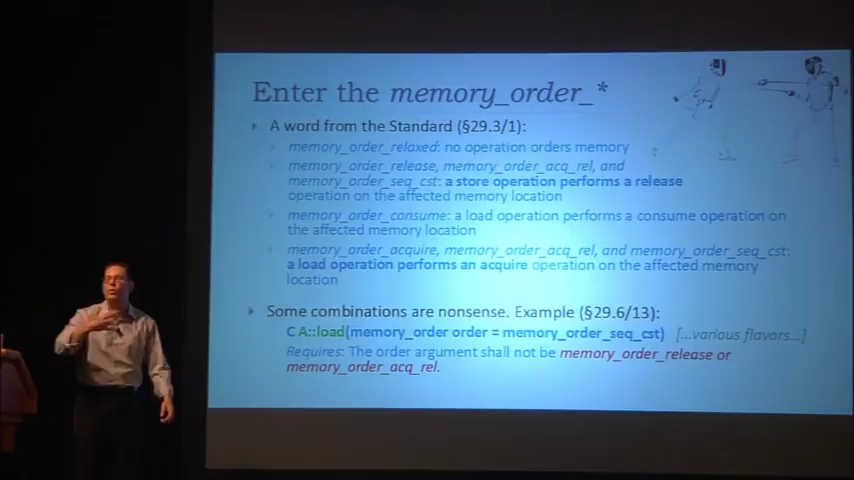 Enter the memory_order_*
A word from the Standard (§29.3/1):
memory_order_relaxed: no operation orders memory
memory_order_release, memory_order_acq_rel, and
memory_order_seq_cst: a store operation performs a release
operation on the affected memory location
memory_order_consume: a load operation performs a consume operation on
the affected memory location
memory_order_acquire, memory_order_acq_rel, and memory_order_seq_cst:
a load operation performs an acquire operation on the affected memory
location
Some combinations are nonsense. Example (§29.6/13):
C A::load(memory_order order = memory_order_seq_cst) [...various flavors...]
Requires: The order argument shall not be memory_order_release or
memory_order_acq_rel.